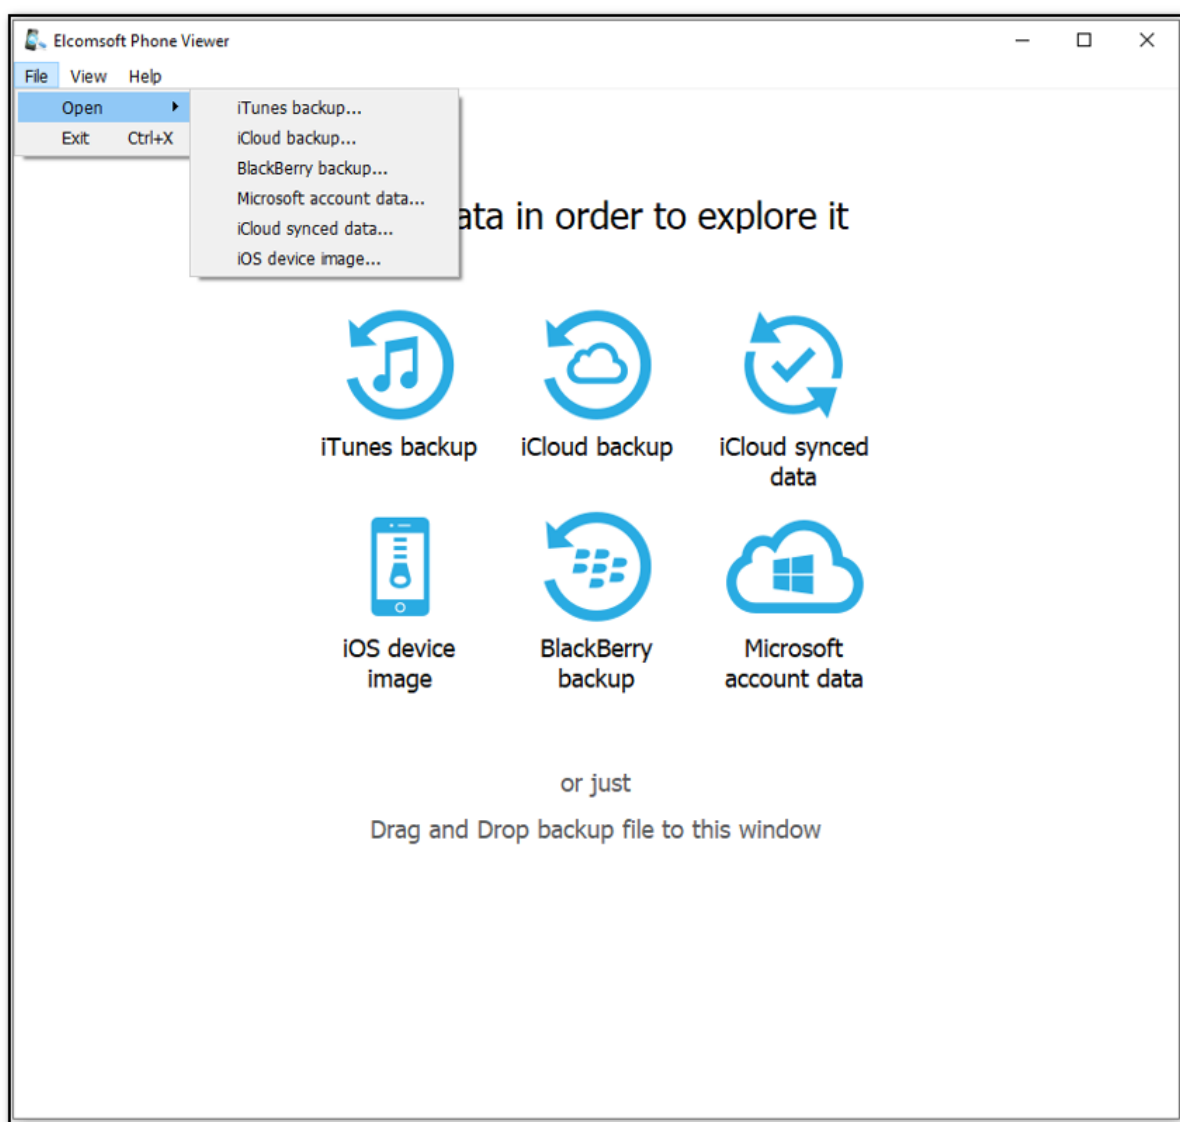 Elcomsoft Phone Viewer
File View Help
Open
Exit Ctrl+X
iTunes backup...
iCloud backup...
BlackBerry backup...
Microsoft account data...
iCloud synced data...
iOS device image...
in order to explore it
iTunes backup
iCloud backup
iCloud synced
data
iOS device
image
BlackBerry
backup
Microsoft
account data
or just
Drag and Drop backup file to this window